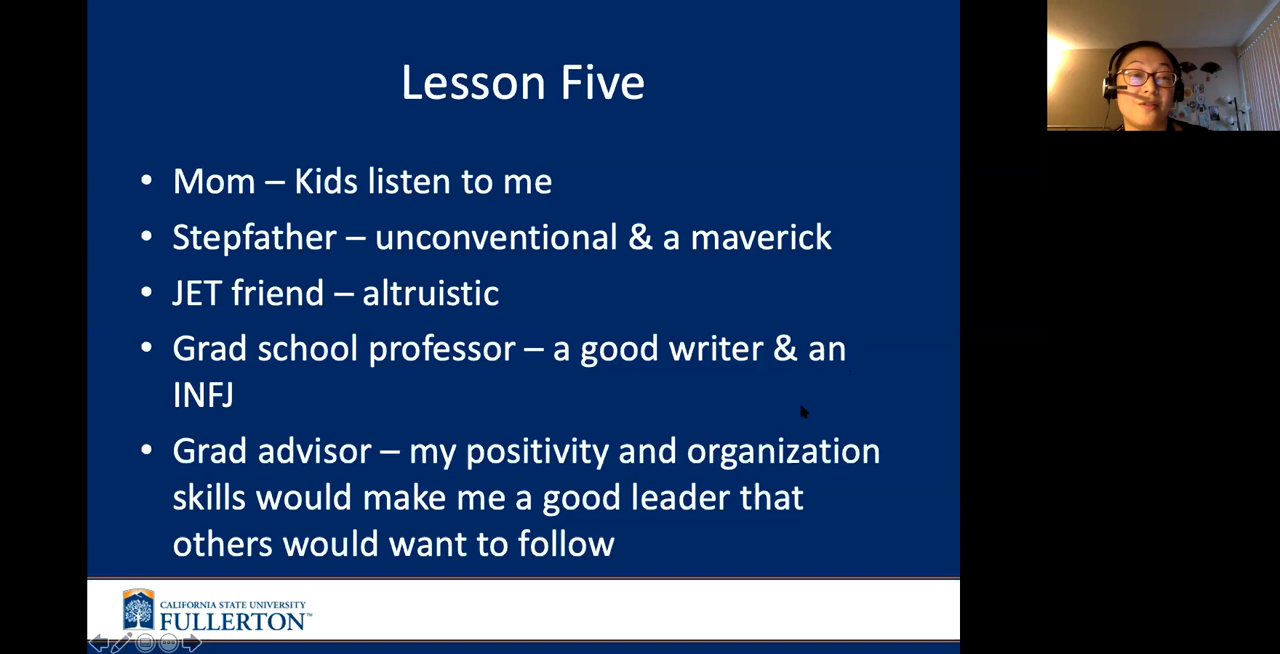 Lesson Five
• Mom – Kids listen to me
• Stepfather – unconventional & a maverick
• JET friend – altruistic
• Grad school professor – a good writer & an
INFJ
• Grad advisor – my positivity and organization
skills would make me a good leader that
others would want to follow
CALIFORNIA STATE UNIVERSITY
FULLERTON™